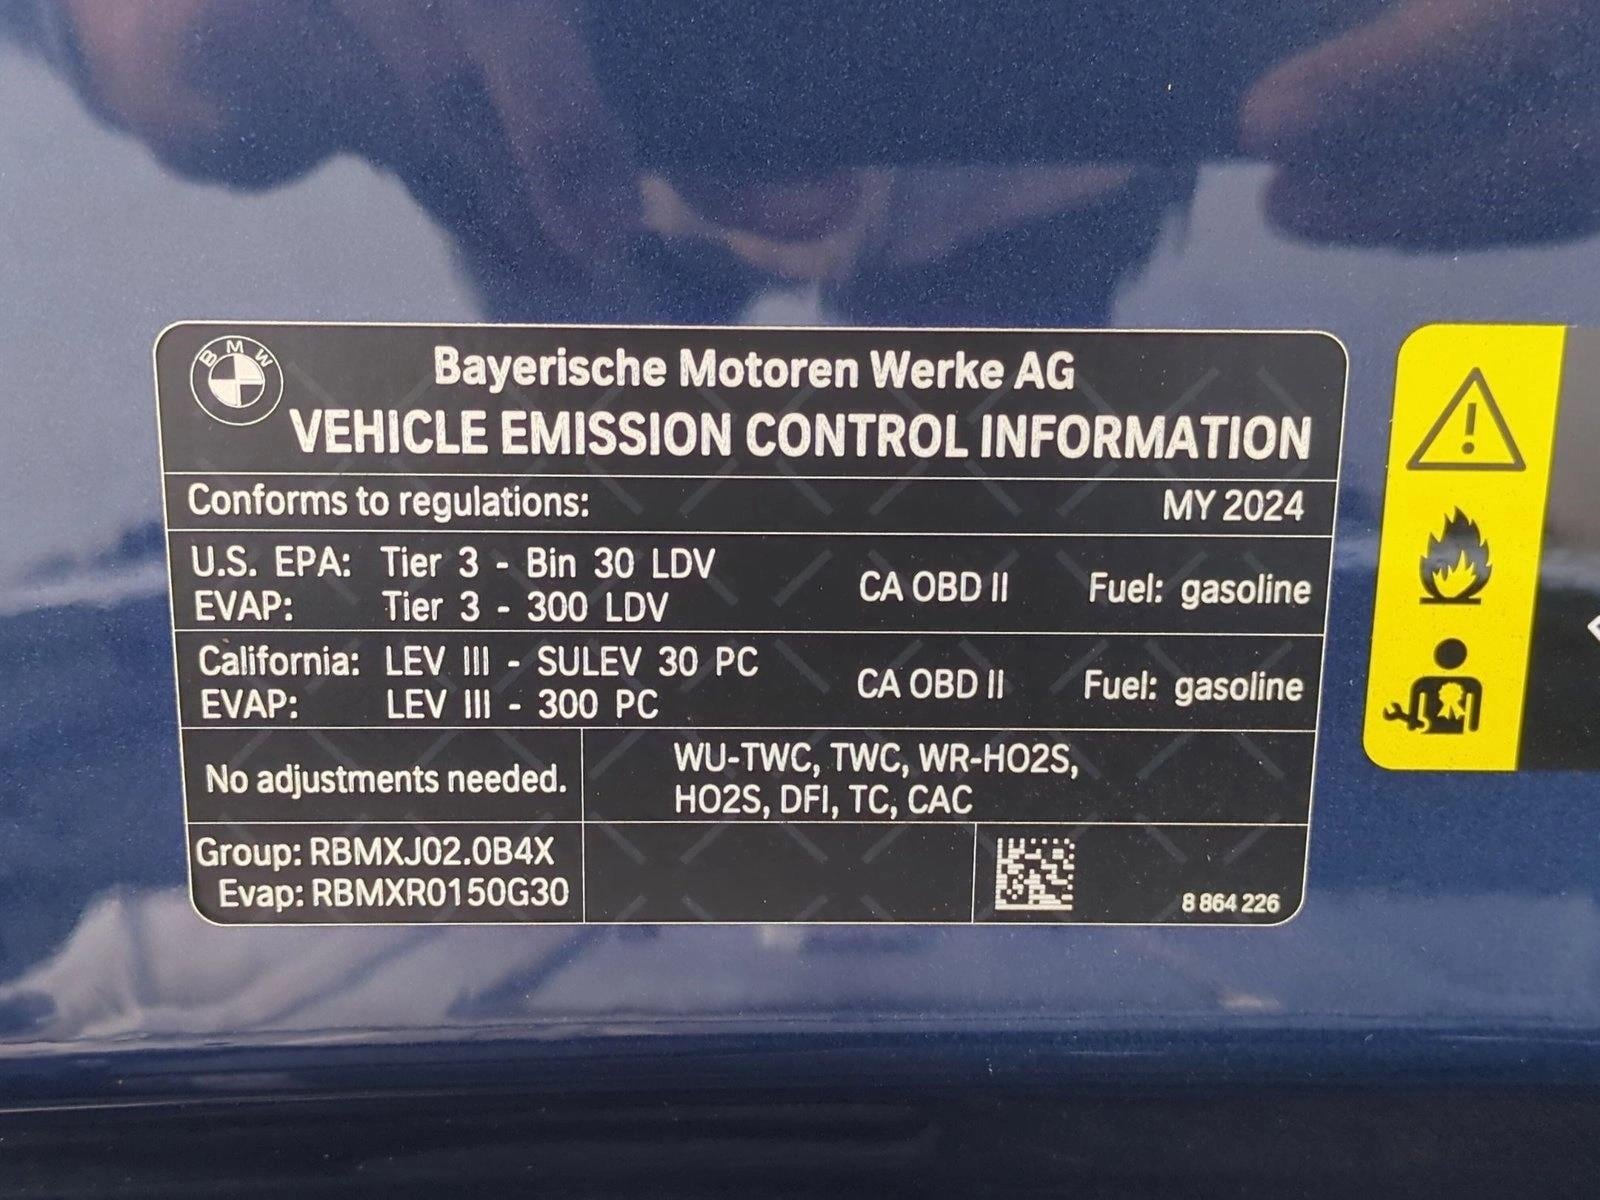 BMW
Bayerische Motoren Werke AG
VEHICLE EMISSION CONTROL INFORMATION
Conforms to regulations: MY 2024
U.S. EPA: Tier 3 - Bin 30 LDV
EVAP: Tier 3 - 300 LDV
CA OBD II Fuel: gasoline
California: LEV III - SULEV 30 PC
EVAP: LEV III - 300 PC
CA OBD II Fuel: gasoline
No adjustments needed.
WU-TWC, TWC, WR-HO2S,
HO2S, DFI, TC, CAC
Group: RBMXJ02.0B4X
Evap: RBMXR0150G30
8 864 226